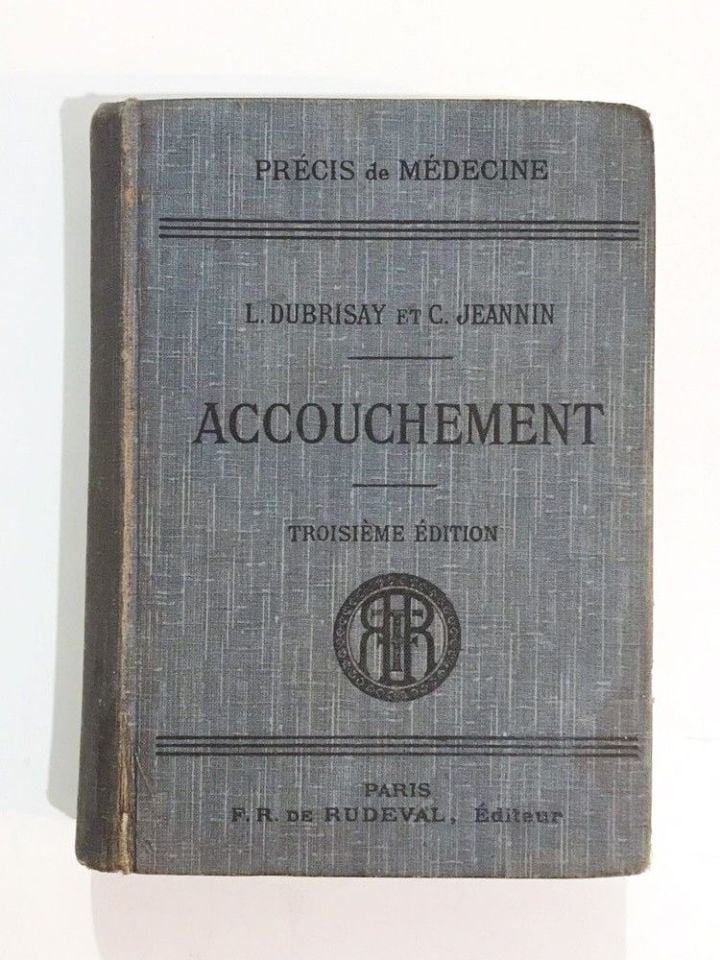 PRÉCIS de MÉDECINE
L. DUBRISAY ET C. JEANNIN
ACCOUCHEMENT
TROISIÈME ÉDITION
PARIS
F. R. DE RUDEVAL, Éditeur